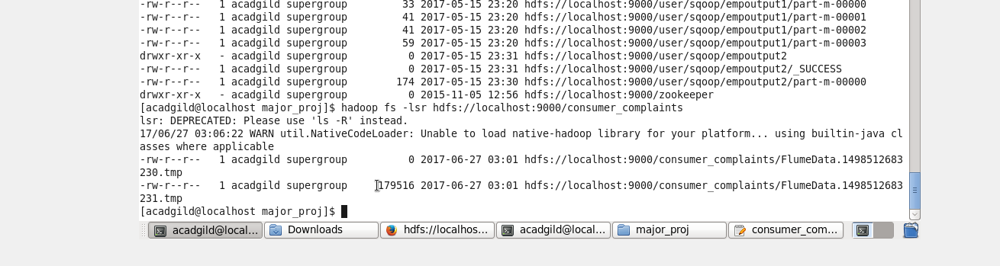 -rw-r--r--   1 acadgild supergroup         33 2017-05-15 23:20 hdfs://localhost:9000/user/sqoop/empoutput1/part-m-00000
-rw-r--r--   1 acadgild supergroup         41 2017-05-15 23:20 hdfs://localhost:9000/user/sqoop/empoutput1/part-m-00001
-rw-r--r--   1 acadgild supergroup         41 2017-05-15 23:20 hdfs://localhost:9000/user/sqoop/empoutput1/part-m-00002
-rw-r--r--   1 acadgild supergroup         59 2017-05-15 23:20 hdfs://localhost:9000/user/sqoop/empoutput1/part-m-00003
drwxr-xr-x   - acadgild supergroup          0 2017-05-15 23:31 hdfs://localhost:9000/user/sqoop/empoutput2
-rw-r--r--   1 acadgild supergroup          0 2017-05-15 23:31 hdfs://localhost:9000/user/sqoop/empoutput2/_SUCCESS
-rw-r--r--   1 acadgild supergroup        174 2017-05-15 23:30 hdfs://localhost:9000/user/sqoop/empoutput2/part-m-00000
drwxr-xr-x   - acadgild supergroup          0 2015-11-05 12:56 hdfs://localhost:9000/zookeeper
[acadgild@localhost major_proj]$ hadoop fs -lsr hdfs://localhost:9000/consumer_complaints
lsr: DEPRECATED: Please use 'ls -R' instead.
17/06/27 03:06:22 WARN util.NativeCodeLoader: Unable to load native-hadoop library for your platform... using builtin-java cl
asses where applicable
-rw-r--r--   1 acadgild supergroup          0 2017-06-27 03:01 hdfs://localhost:9000/consumer_complaints/FlumeData.1498512683
230.tmp
-rw-r--r--   1 acadgild supergroup     179516 2017-06-27 03:01 hdfs://localhost:9000/consumer_complaints/FlumeData.1498512683
231.tmp
[acadgild@localhost major_proj]$
acadgild@local... Downloads hdfs://localhos... acadgild@local... major_proj consumer_com...